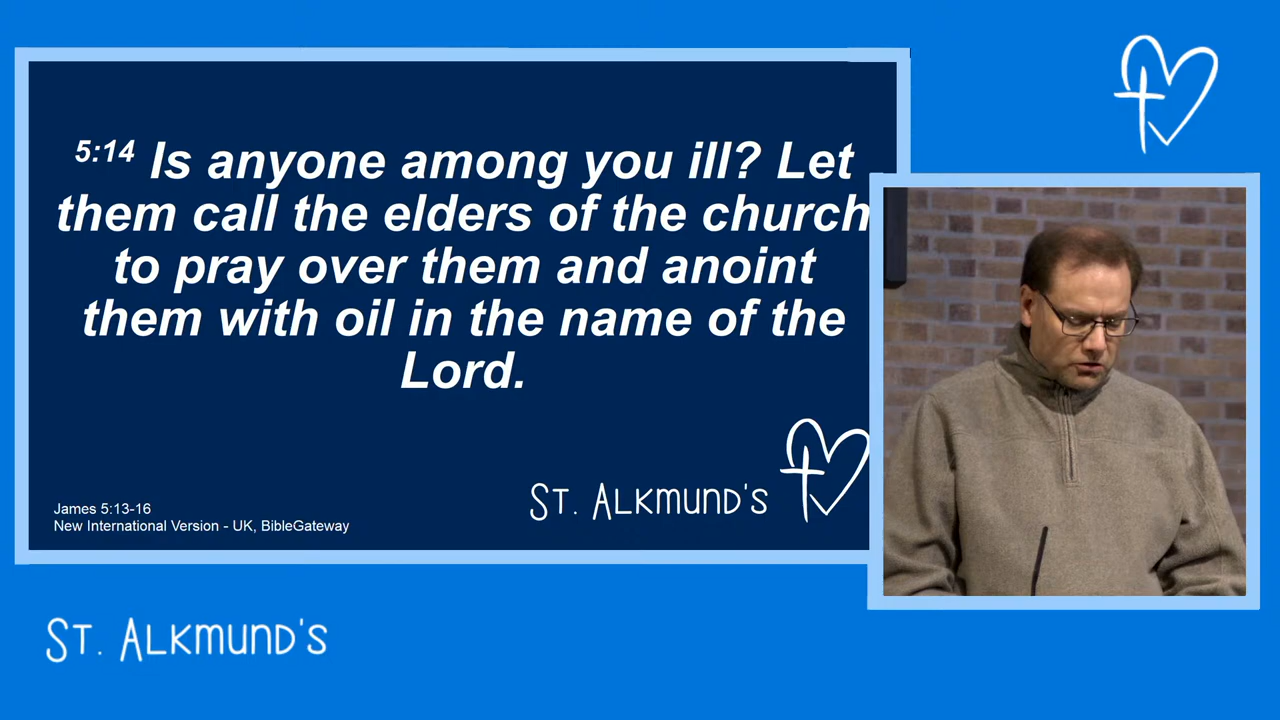 5:14 Is anyone among you ill? Let
them call the elders of the church
to pray over them and anoint
them with oil in the name of the
Lord.
St. Alkmund's
James 5:13-16
New International Version - UK, BibleGateway
St. Alkmund's